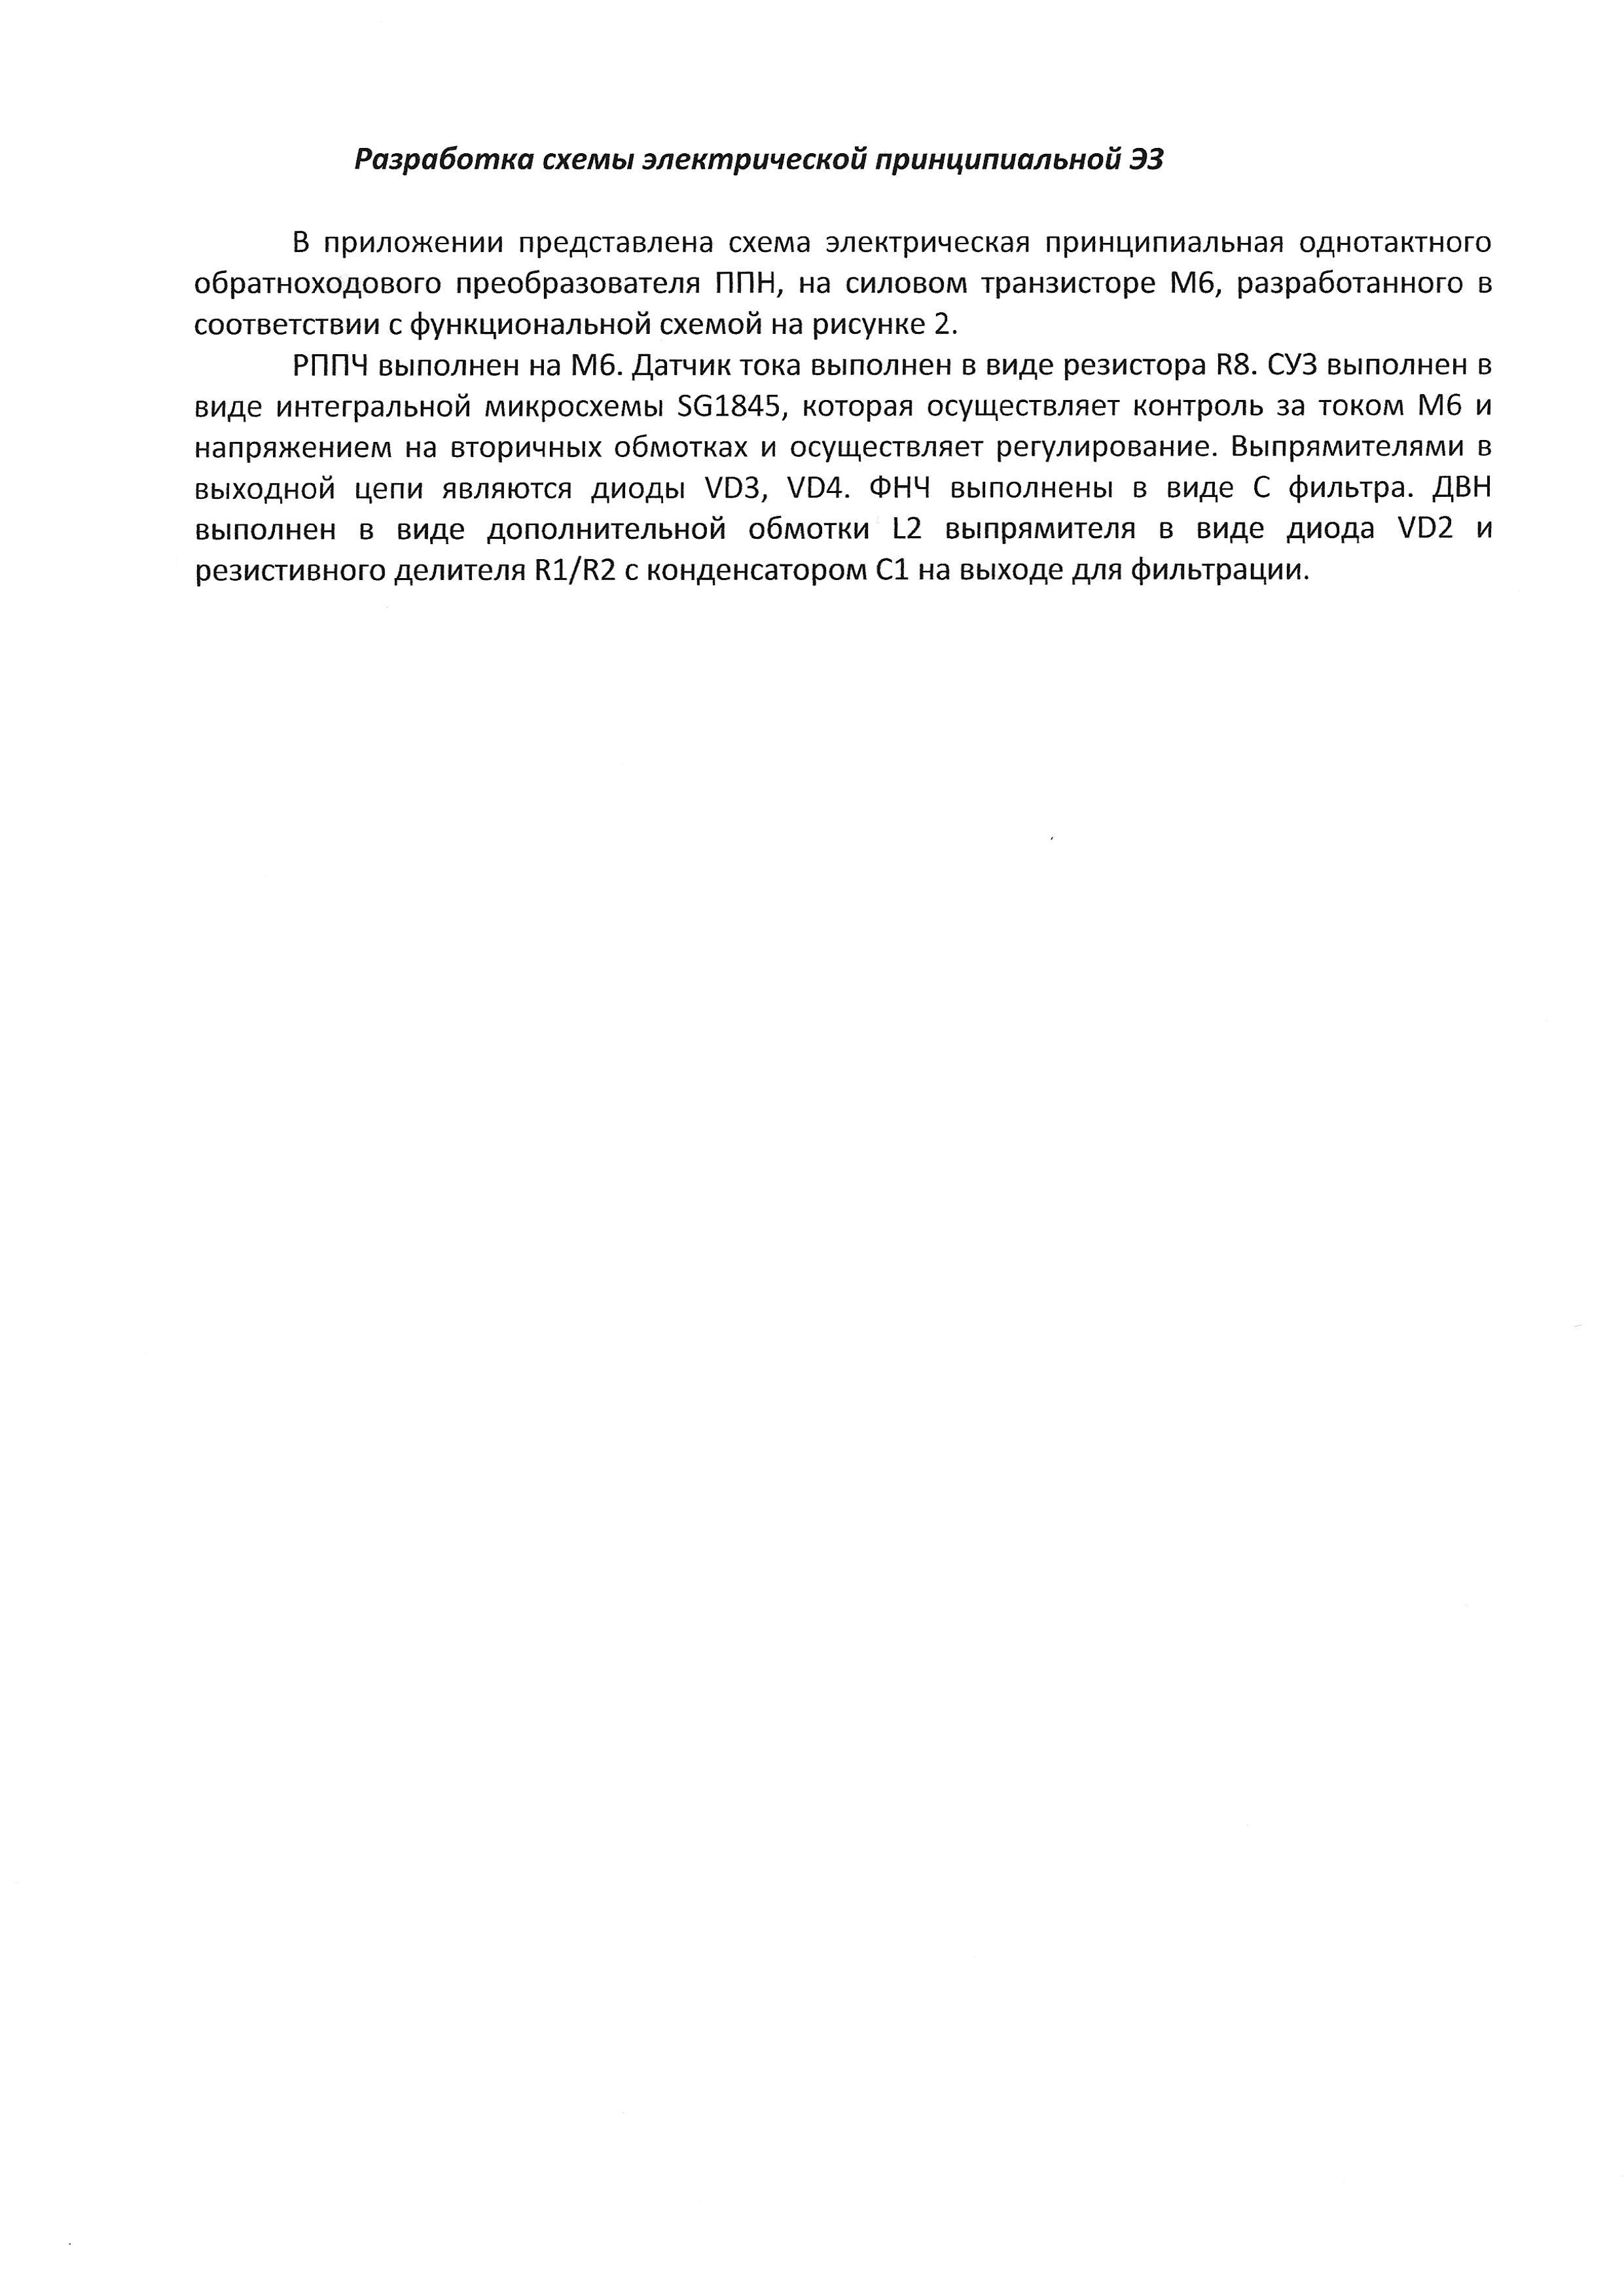 Разработка схемы электрической принципиальной Э3
В приложении представлена схема электрическая принципиальная однотактного
обратноходового преобразователя ППН, на силовом транзисторе М6, разработанного в
соответствии с функциональной схемой на рисунке 2.
РППЧ выполнен на М6. Датчик тока выполнен в виде резистора R8. СУЗ выполнен в
виде интегральной микросхемы SG1845, которая осуществляет контроль за током М6 и
напряжением на вторичных обмотках и осуществляет регулирование. Выпрямителями в
выходной цепи являются диоды VD3, VD4. ФНЧ выполнены в виде С фильтра. ДВН
выполнен в виде дополнительной обмотки L2 выпрямителя в виде диода VD2 и
резистивного делителя R1/R2 с конденсатором С1 на выходе для фильтрации.